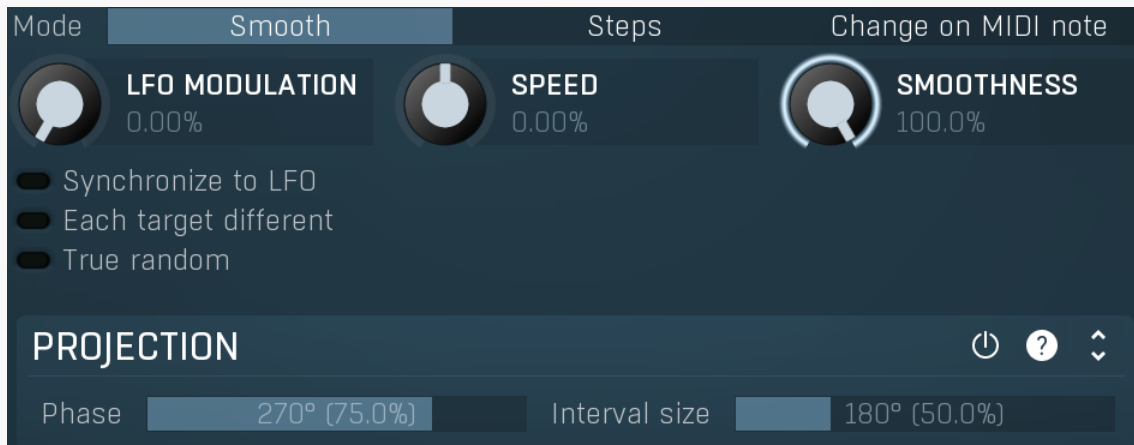 Mode Smooth Steps Change on MIDI note
LFO MODULATION SPEED SMOOTHNESS
0.00% 0.00% 100.0%
Synchronize to LFO
Each target different
True random
PROJECTION ?
Phase 270° (75.0%) Interval size 180° (50.0%)